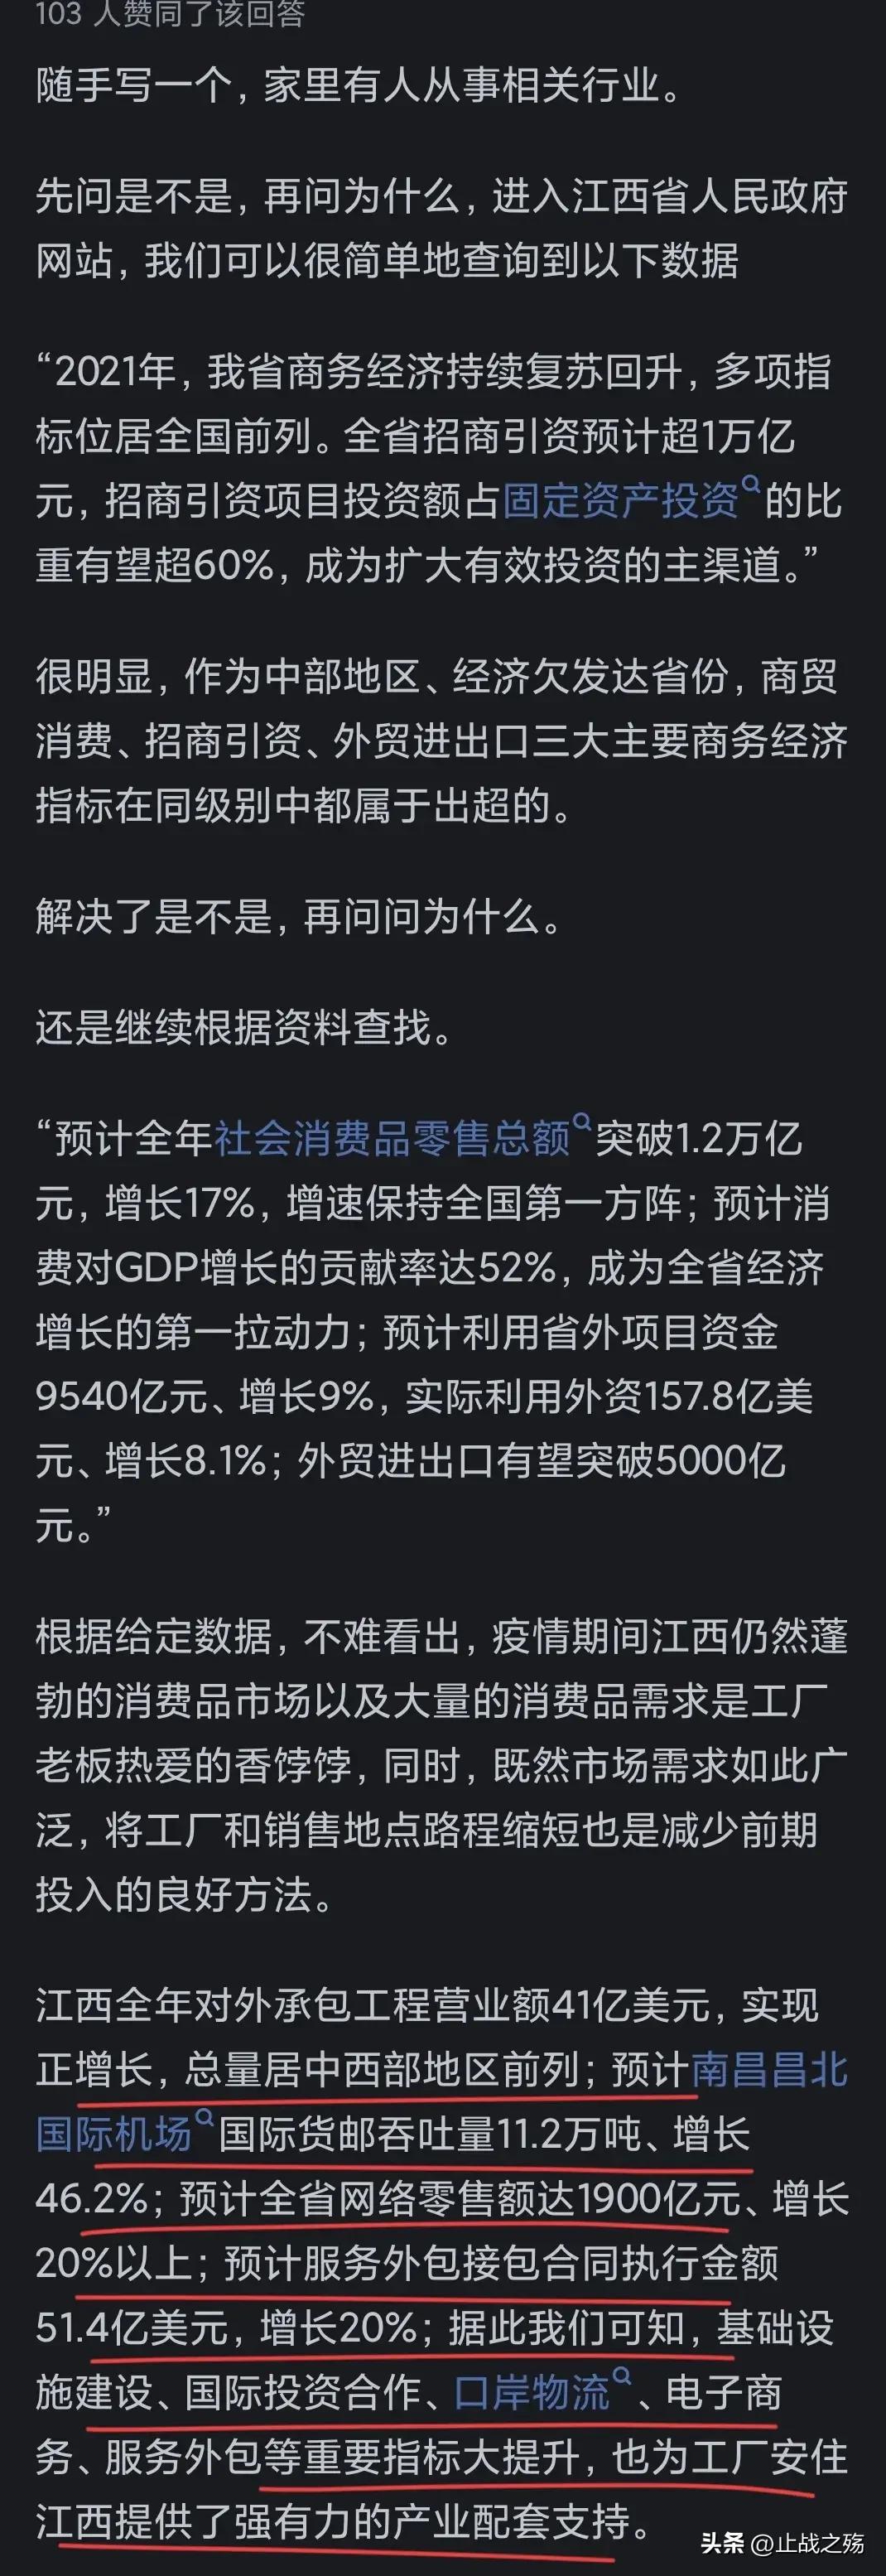 103 人赞同了该回答
随手写一个，家里有人从事相关行业。
先问是不是，再问为什么，进入江西省人民政府
网站，我们可以很简单地查询到以下数据
“2021年，我省商务经济持续复苏回升，多项指
标位居全国前列。全省招商引资预计超1万亿
元，招商引资项目投资额占固定资产投资的比
重有望超60%，成为扩大有效投资的主渠道。”
很明显，作为中部地区、经济欠发达省份，商贸
消费、招商引资、外贸进出口三大主要商务经济
指标在同级别中都属于出超的。
解决了是不是，再问问为什么。
还是继续根据资料查找。
“预计全年社会消费品零售总额突破1.2万亿
元，增长17%，增速保持全国第一方阵；预计消
费对GDP增长的贡献率达52%，成为全省经济
增长的第一拉动力；预计利用省外项目资金
9540亿元、增长9%，实际利用外资157.8亿美
元、增长8.1%；外贸进出口有望突破5000亿
元。”
根据给定数据，不难看出，疫情期间江西仍然蓬
勃的消费品市场以及大量的消费品需求是工厂
老板热爱的香饽饽，同时，既然市场需求如此广
泛，将工厂和销售地点路程缩短也是减少前期
投入的良好方法。
江西全年对外承包工程营业额41亿美元，实现
正增长，总量居中西部地区前列；预计南昌昌北
国际机场国际货邮吞吐量11.2万吨、增长
46.2%；预计全省网络零售额达1900亿元、增长
20%以上；预计服务外包接包合同执行金额
51.4亿美元，增长20%；据此我们可知，基础设
施建设、国际投资合作、口岸物流、电子商
务、服务外包等重要指标大提升，也为工厂安住
江西提供了强有力的产业配套支持。
头条 @止战之殇